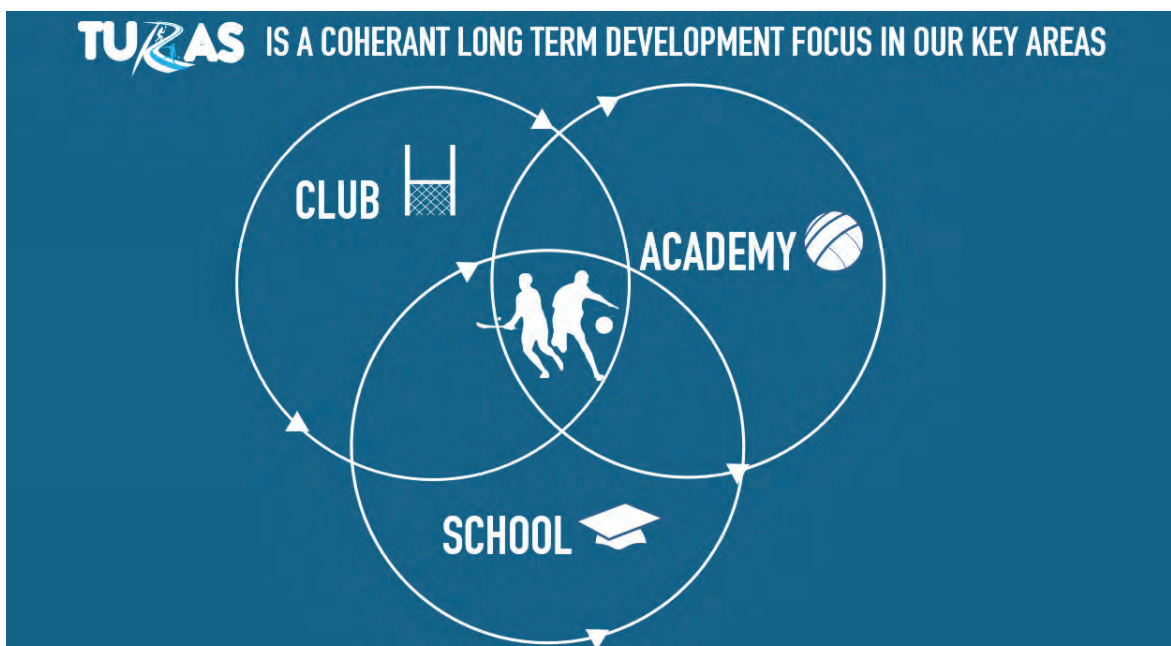 TURAS IS A COHERANT LONG TERM DEVELOPMENT FOCUS IN OUR KEY AREAS
CLUB
ACADEMY
SCHOOL